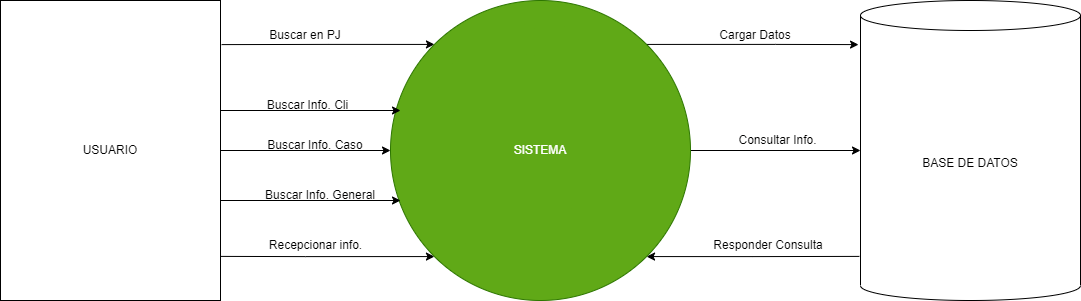 Buscar en PJ
Cargar Datos
Buscar Info. Cli
Buscar Info. Caso
Consultar Info.
USUARIO
SISTEMA
BASE DE DATOS
Buscar Info. General
Recepcionar info.
Responder Consulta